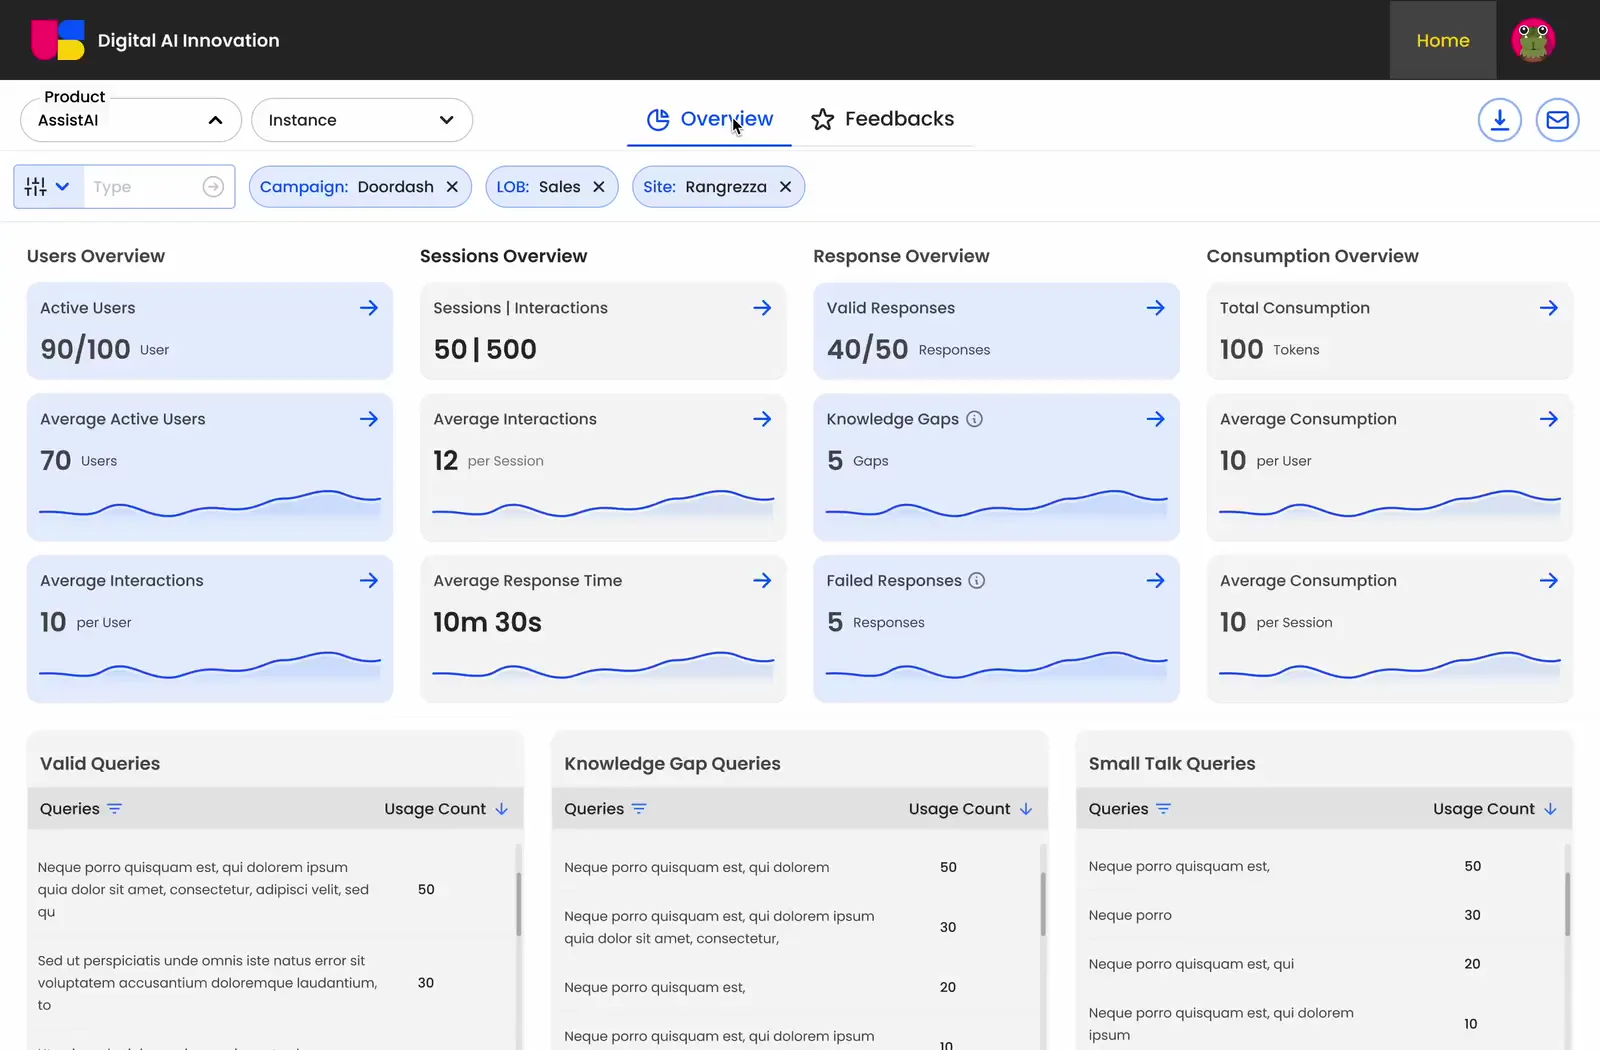 Digital AI Innovation
Home
Product
AssistAI
Instance
Overview
Feedbacks
Type
Campaign: Doordash
LOB: Sales
Site: Rangrezza
Users Overview
Sessions Overview
Response Overview
Consumption Overview
Active Users
90/100 User
Sessions | Interactions
50 | 500
Valid Responses
40/50 Responses
Total Consumption
100 Tokens
Average Active Users
70 Users
Average Interactions
12 per Session
Knowledge Gaps
5 Gaps
Average Consumption
10 per User
Average Interactions
10 per User
Average Response Time
10m 30s
Failed Responses
5 Responses
Average Consumption
10 per Session
Valid Queries
Queries Usage Count
Neque porro quisquam est, qui dolorem ipsum
quia dolor sit amet, consectetur, adipisci velit, sed
qu
50
Sed ut perspiciatis unde omnis iste natus error sit
voluptatem accusantium doloremque laudantium,
to
30
Knowledge Gap Queries
Queries Usage Count
Neque porro quisquam est, qui dolorem 50
Neque porro quisquam est, qui dolorem ipsum
quia dolor sit amet, consectetur,
30
Neque porro quisquam est, 20
Neque porro quisquam est, qui dolorem ipsum
10
Small Talk Queries
Queries Usage Count
Neque porro quisquam est, 50
Neque porro 30
Neque porro quisquam est, qui 20
Neque porro quisquam est, qui dolorem
ipsum
10